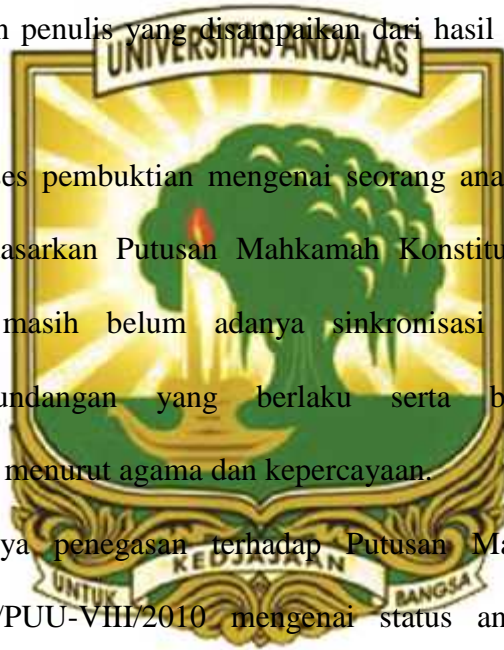 n penulis yang disampaikan dari hasil
UNIVERSITAS ANDALAS
ses pembuktian mengenai seorang ana
asarkan Putusan Mahkamah Konstitu
masih belum adanya sinkronisasi
undangan yang berlaku serta b
menurut agama dan kepercayaan.
ya penegasan terhadap Putusan Ma
KEDJAJAAN
UNTUK BANGSA
/PUU-VIII/2010 mengenai status an